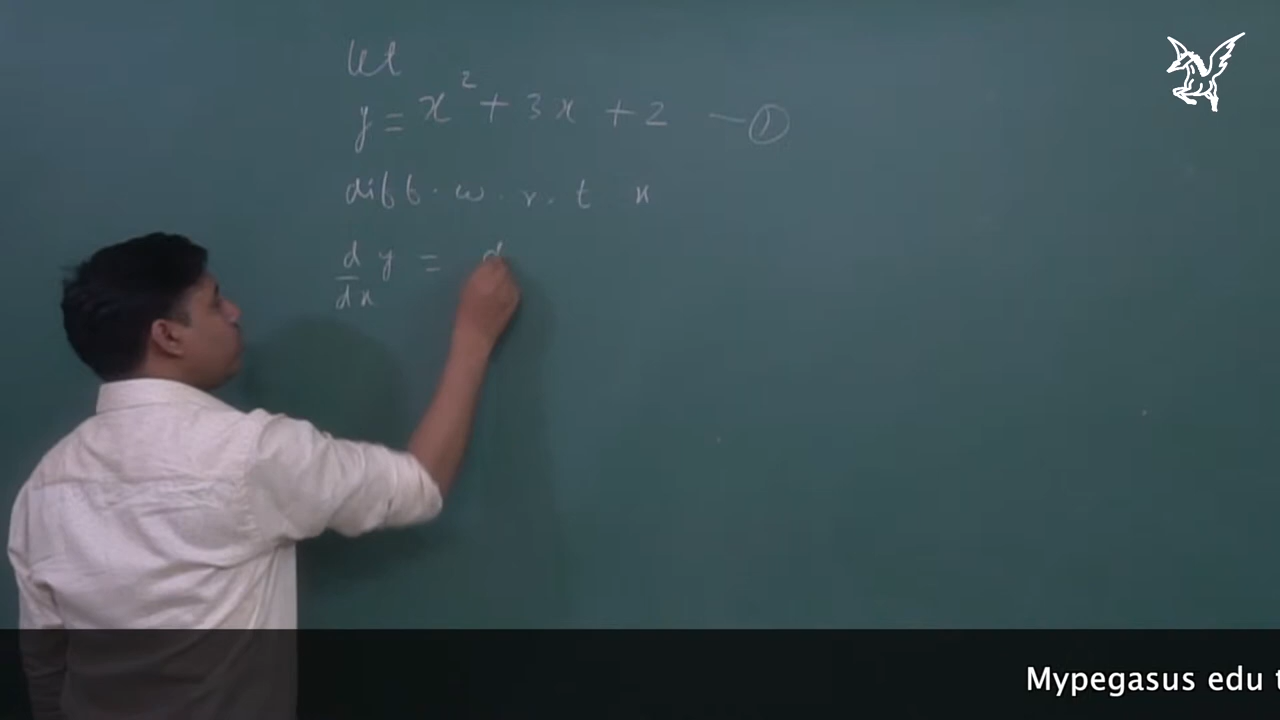 let
y = x² + 3x + 2 — ①
diff. w.r.t x
d/dx y = d
Mypegasus edu t